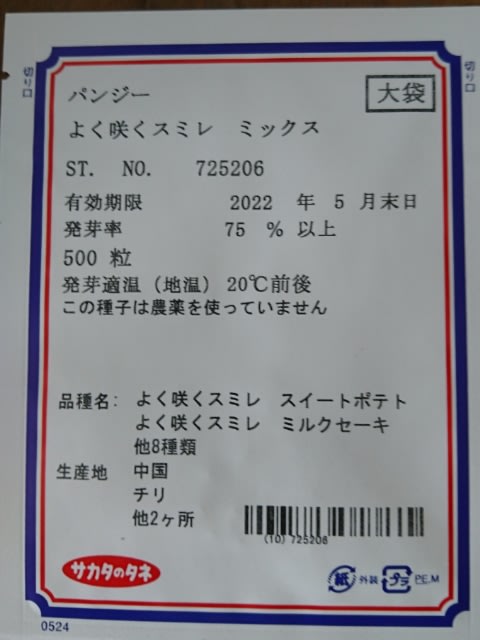 切り口
切り口
パンジー
大袋
よく咲くスミレ ミックス
ST. NO. 725206
有効期限 2022 年 5 月末日
発芽率 75 % 以上
500 粒
発芽適温(地温)20℃前後
この種子は農薬を使っていません
品種名: よく咲くスミレ スイートポテト
よく咲くスミレ ミルクセーキ
他8種類
生産地 中国
チリ
他2ヶ所
(10) 725206
サカタのタネ
紙 外装 プラ PE,M
0524